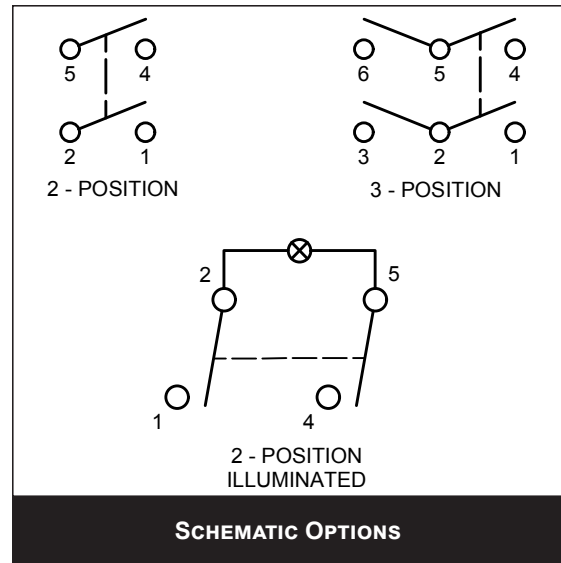 5 4
6 5 4
2 1
3 2 1
2 - POSITION
3 - POSITION
2 5
1 4
2 - POSITION
ILLUMINATED
SCHEMATIC OPTIONS